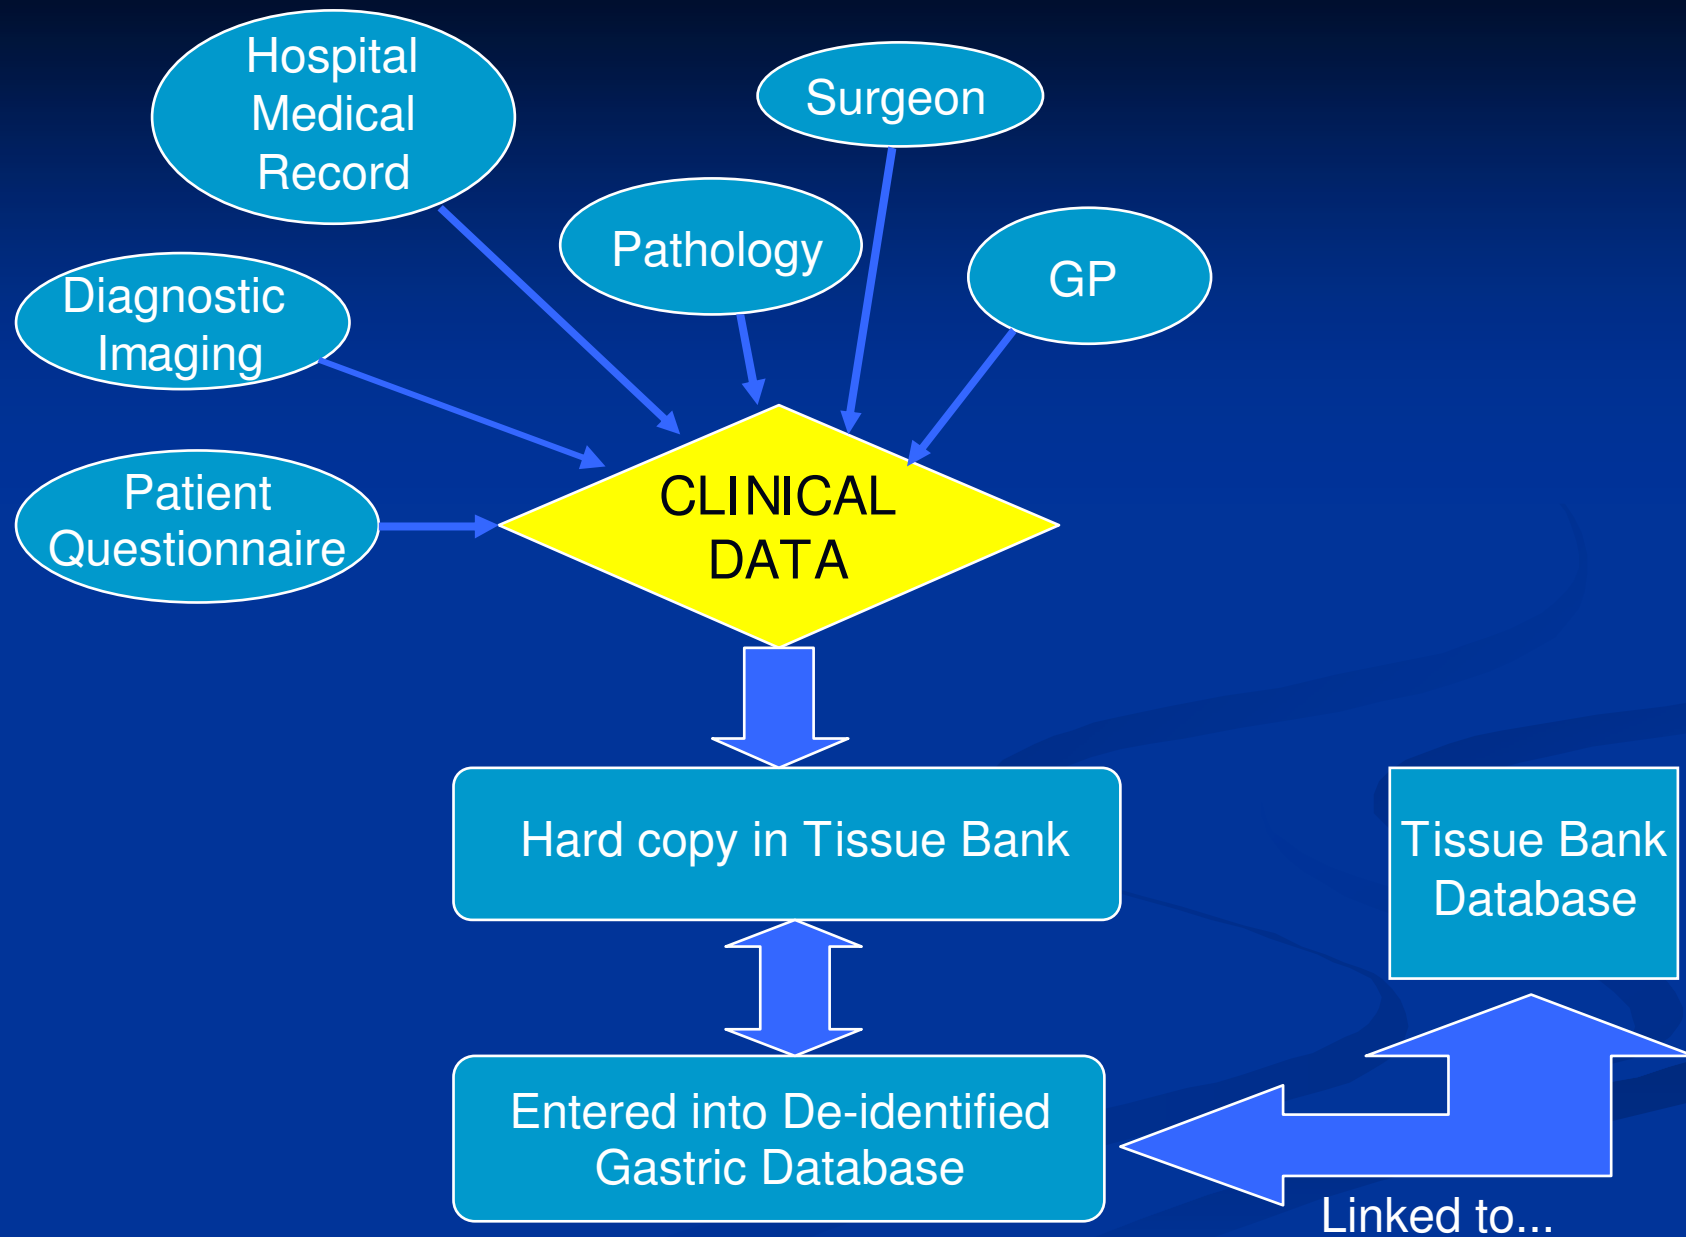 Hospital
Medical
Record
Surgeon
Pathology
GP
Diagnostic
Imaging
Patient
Questionnaire
CLINICAL
DATA
Hard copy in Tissue Bank
Tissue Bank
Database
Entered into De-identified
Gastric Database
Linked to...